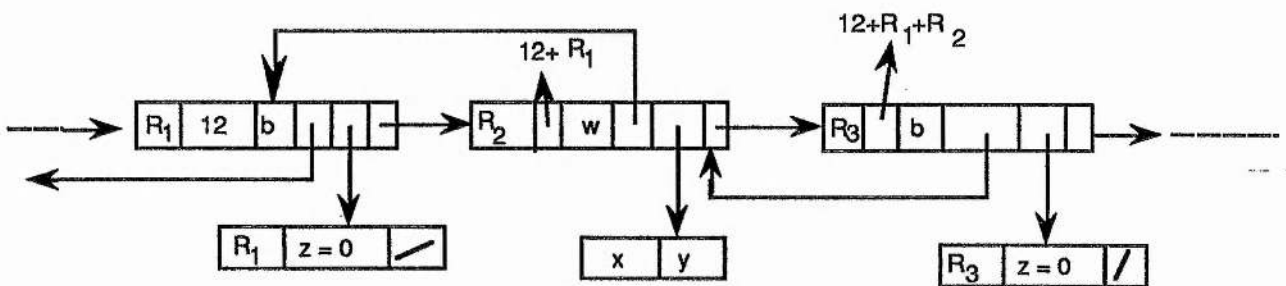 12+ R1
12+R1+R2
R1 12 b
R2 w
R3 b
R1 z = 0
x y
R3 z = 0